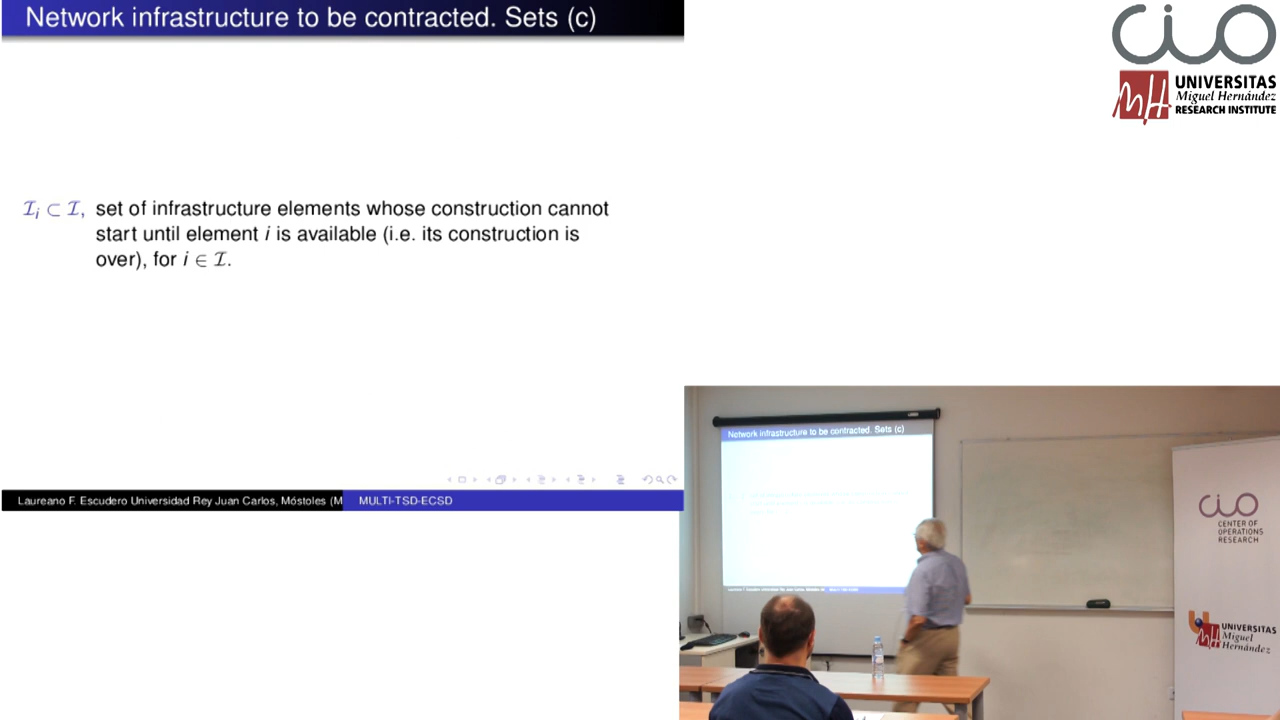 Network infrastructure to be contracted. Sets (c)
ℐᵢ ⊂ ℐ, set of infrastructure elements whose construction cannot
start until element i is available (i.e. its construction is
over), for i ∈ ℐ.
Laureano F. Escudero Universidad Rey Juan Carlos, Móstoles (M
MULTI-TSD-ECSD
CIO
UNIVERSITAS
Miguel Hernández
RESEARCH INSTITUTE
Network infrastructure to be contracted. Sets (c)
CIO
CENTER OF
OPERATIONS
RESEARCH
UNIVERSITAS
Miguel
Hernández